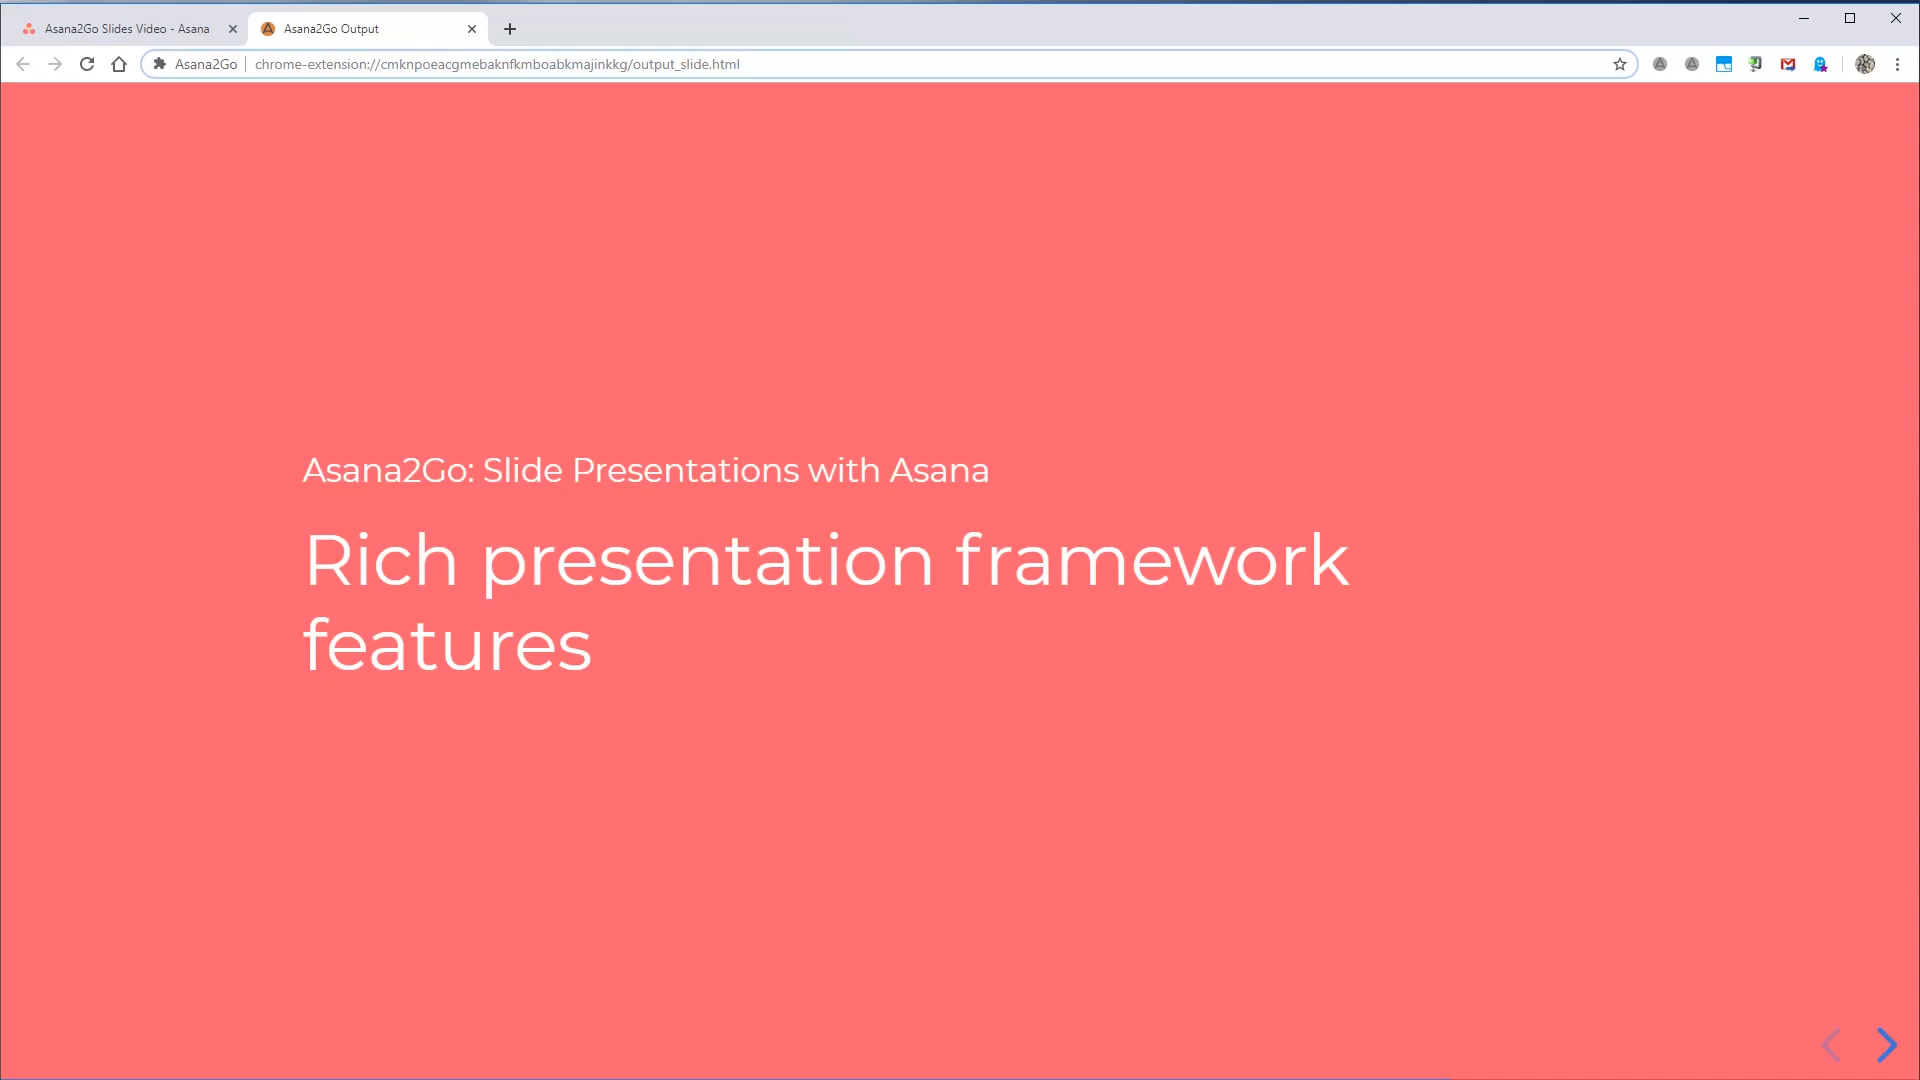 Asana2Go Slides Video - Asana
Asana2Go Output
Asana2Go
chrome-extension://cmknpoeacgmebaknfkmboabkmajinkkg/output_slide.html
Asana2Go: Slide Presentations with Asana
Rich presentation framework
features